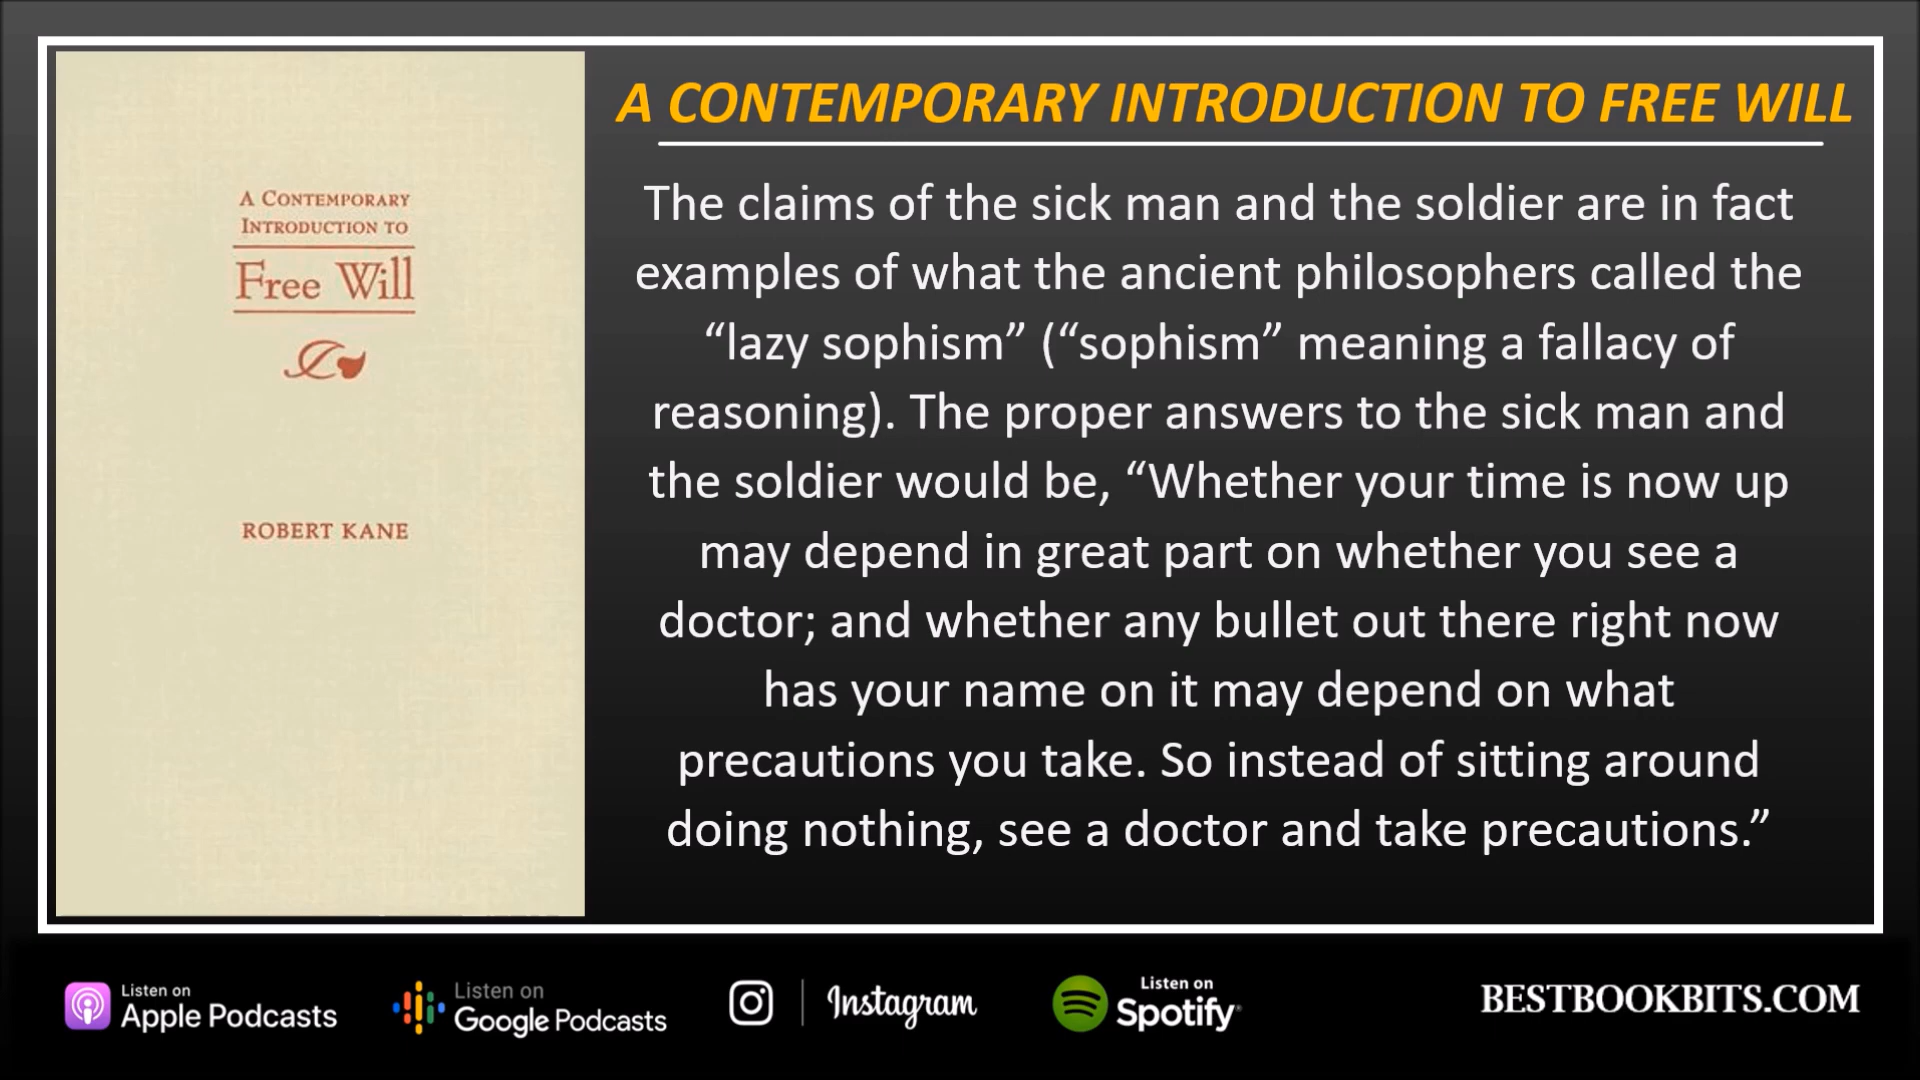 A CONTEMPORARY
INTRODUCTION TO
Free Will
ROBERT KANE
A CONTEMPORARY INTRODUCTION TO FREE WILL
The claims of the sick man and the soldier are in fact
examples of what the ancient philosophers called the
“lazy sophism” (“sophism” meaning a fallacy of
reasoning). The proper answers to the sick man and
the soldier would be, “Whether your time is now up
may depend in great part on whether you see a
doctor; and whether any bullet out there right now
has your name on it may depend on what
precautions you take. So instead of sitting around
doing nothing, see a doctor and take precautions.”
Listen on
Apple Podcasts
Listen on
Google Podcasts
Instagram
Listen on
Spotify
BESTBOOKBITS.COM